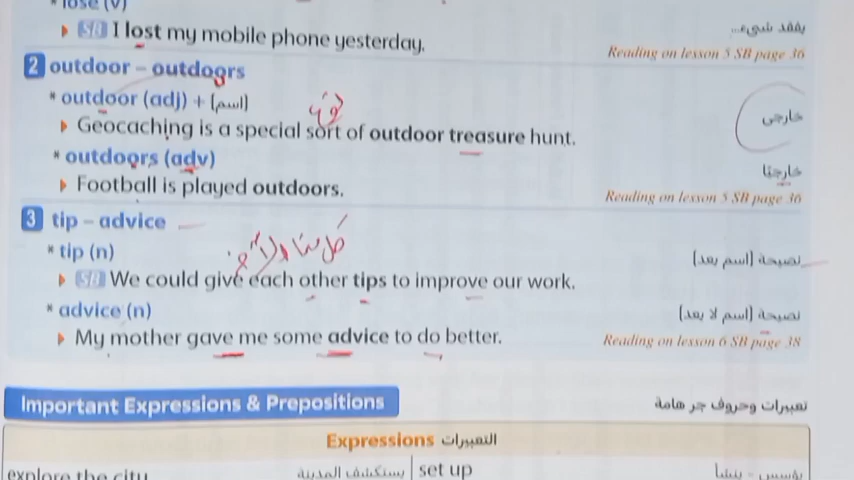 * lose (v)
SB I lost my mobile phone yesterday. يفقد شيء...
Reading on lesson 5 SB page 36
2 outdoor – outdoors
* outdoor (adj) + [اسم] خارجى
Geocaching is a special sort of outdoor treasure hunt.
* outdoors (adv) خارجيًا
Football is played outdoors.
Reading on lesson 5 SB page 36
3 tip – advice
* tip (n) نصيحة [اسم يعد]
SB We could give each other tips to improve our work.
* advice (n) نصيحة [اسم لا يعد]
My mother gave me some advice to do better.
Reading on lesson 6 SB page 38
Important Expressions & Prepositions تعبيرات وحروف جر هامة
Expressions التعبيرات
explore the city يستكشف المدينة set up يؤسس - ينشأ